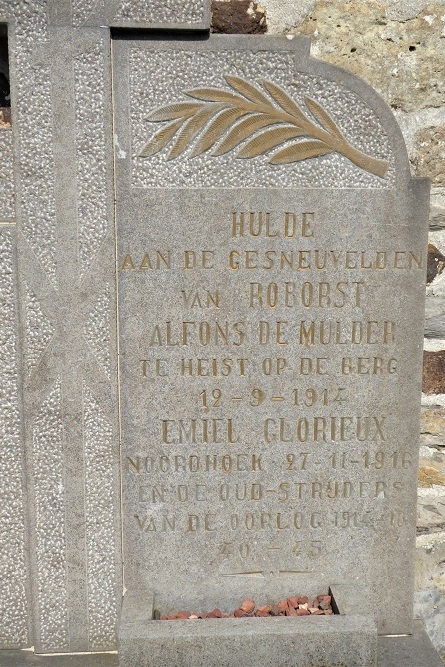 HULDE
AAN DE GESNEUVELDEN
VAN ROBORST
ALFONS DE MULDER
TE HEIST OP DE BERG
12-9-1914
EMIEL GLORIEUX
NOORDHOEK 27-11-1916
EN DE OUD-STRIJDERS
VAN DE OORLOG 1914-18
40-45